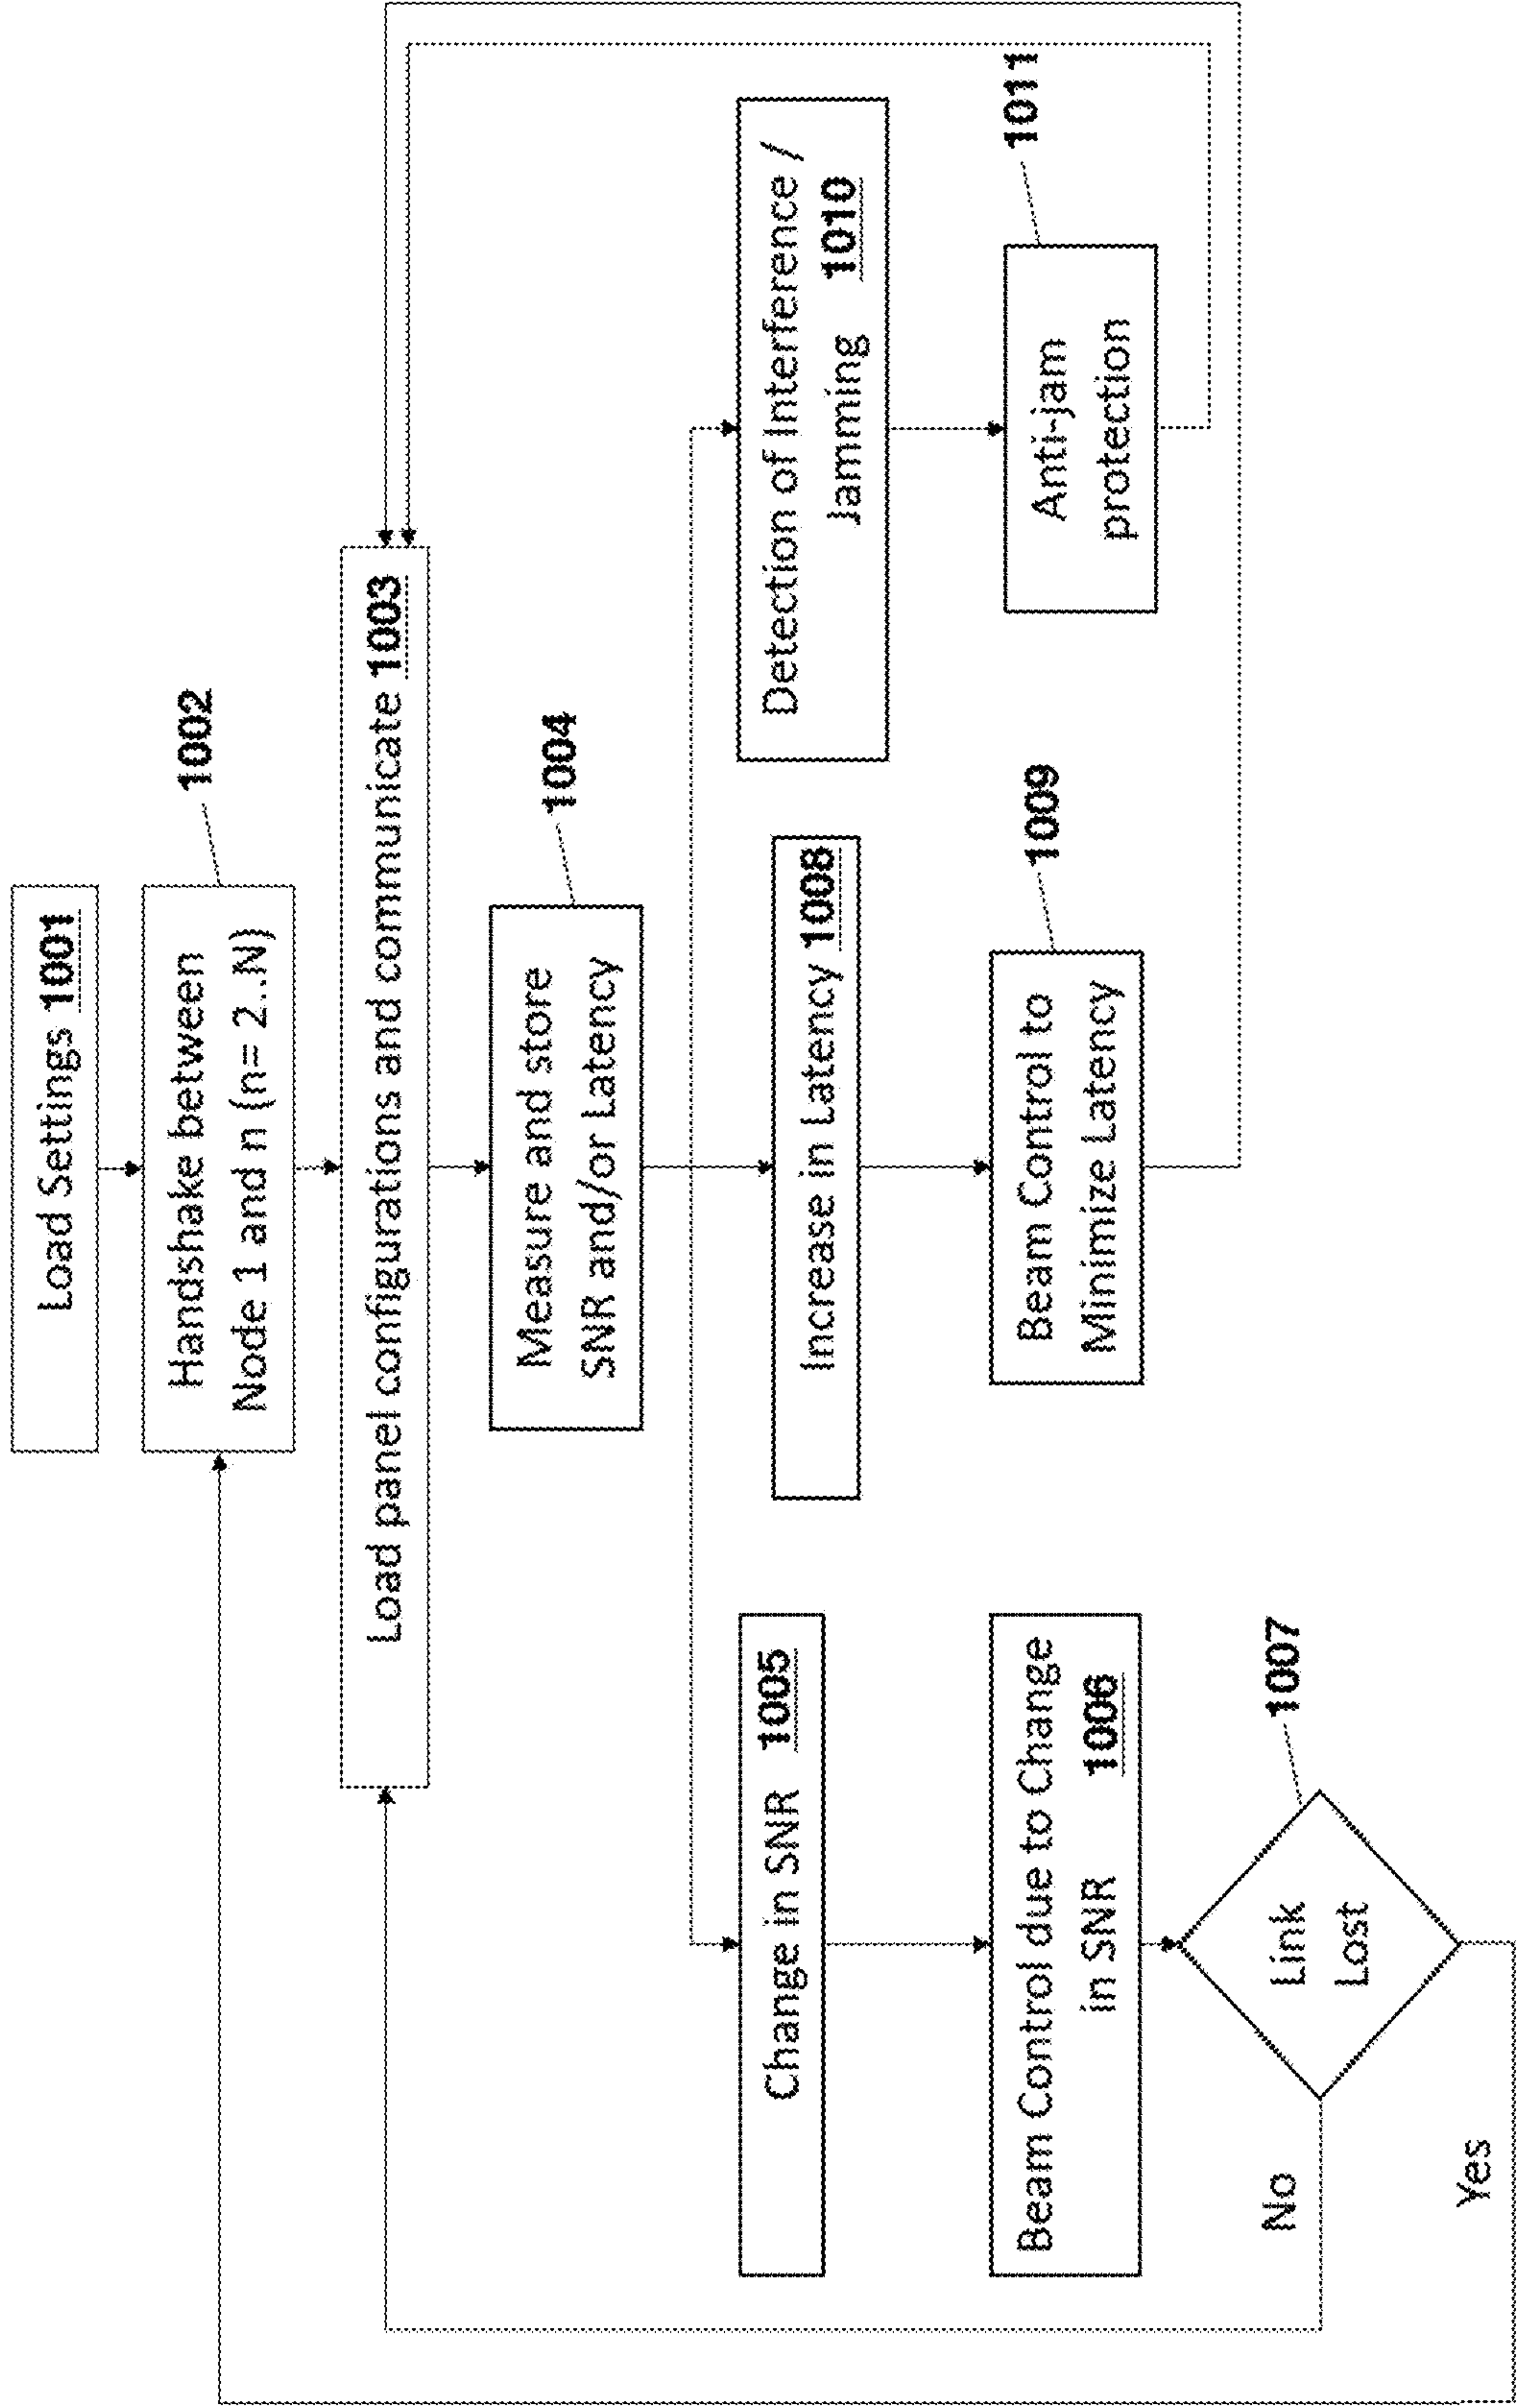 Load Settings 1001
Handshake between
Node 1 and n (n= 2..N)
1002
Load panel configurations and communicate 1003
Measure and store
SNR and/or Latency
1004
Change in SNR 1005
Beam Control due to Change
in SNR 1006
Link
Lost
1007
No
Yes
Increase in Latency 1008
Beam Control to
Minimize Latency
1009
Detection of Interference /
Jamming 1010
Anti-jam
protection
1011